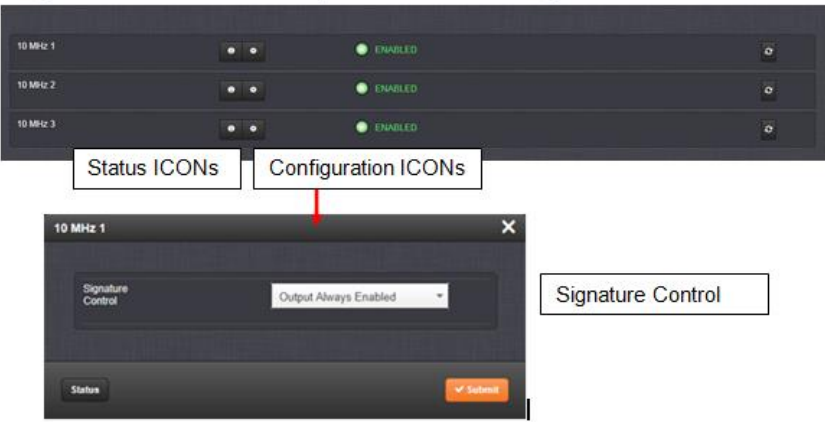 10 MHz 1
ENABLED
10 MHz 2
ENABLED
10 MHz 3
ENABLED
Status ICONs
Configuration ICONs
10 MHz 1
Signature
Control
Output Always Enabled
Signature Control
Status
Submit